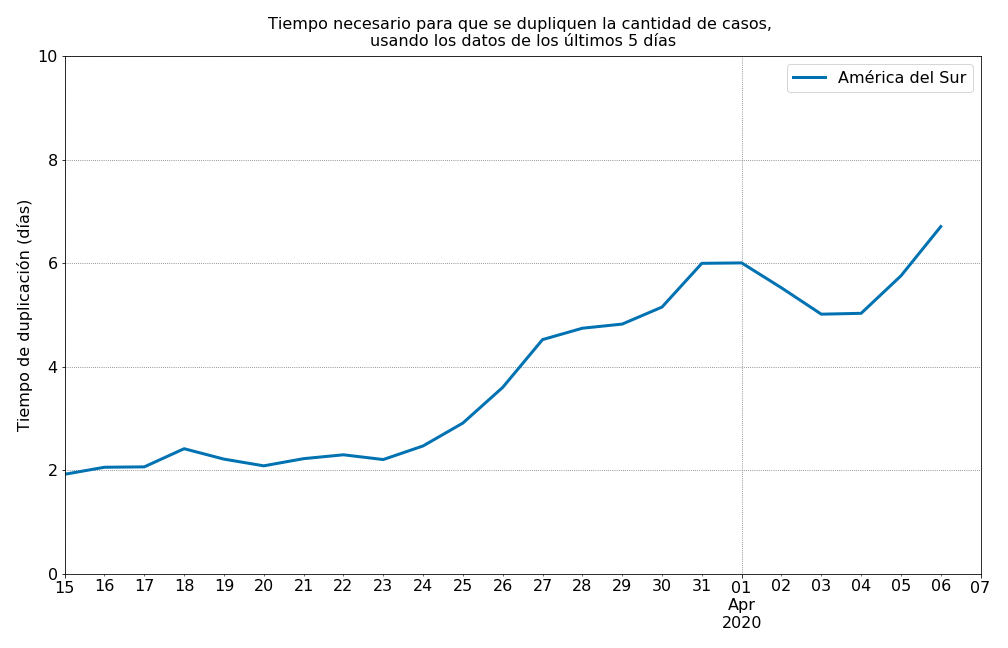 Tiempo necesario para que se dupliquen la cantidad de casos,
usando los datos de los últimos 5 días
América del Sur
Tiempo de duplicación (días)
10
8
6
4
2
0
15 16 17 18 19 20 21 22 23 24 25 26 27 28 29 30 31 01 02 03 04 05 06 07
Apr
2020